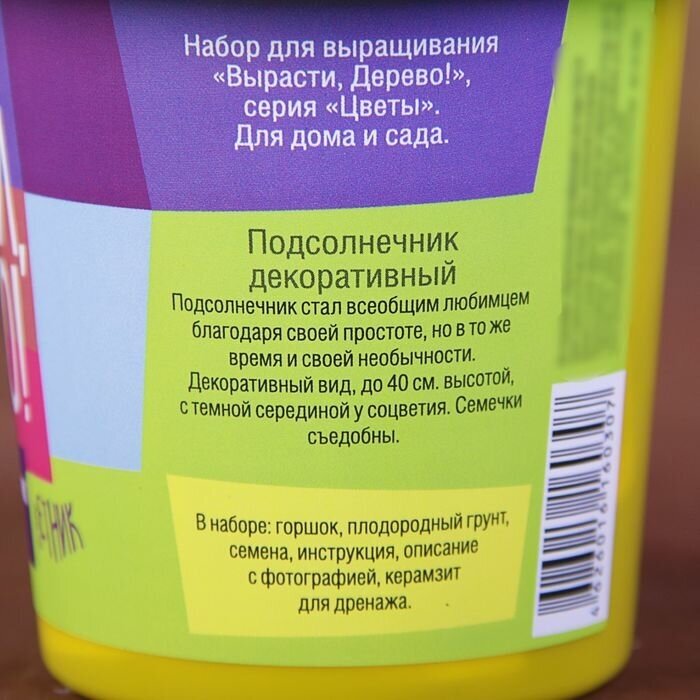 Набор для выращивания
«Вырасти, Дерево!»,
серия «Цветы».
Для дома и сада.
Подсолнечник
декоративный
Подсолнечник стал всеобщим любимцем
благодаря своей простоте, но в то же
время и своей необычности.
Декоративный вид, до 40 см. высотой,
с темной серединой у соцветия. Семечки
съедобны.
В наборе: горшок, плодородный грунт,
семена, инструкция, описание
с фотографией, керамзит
для дренажа.
4626016160307